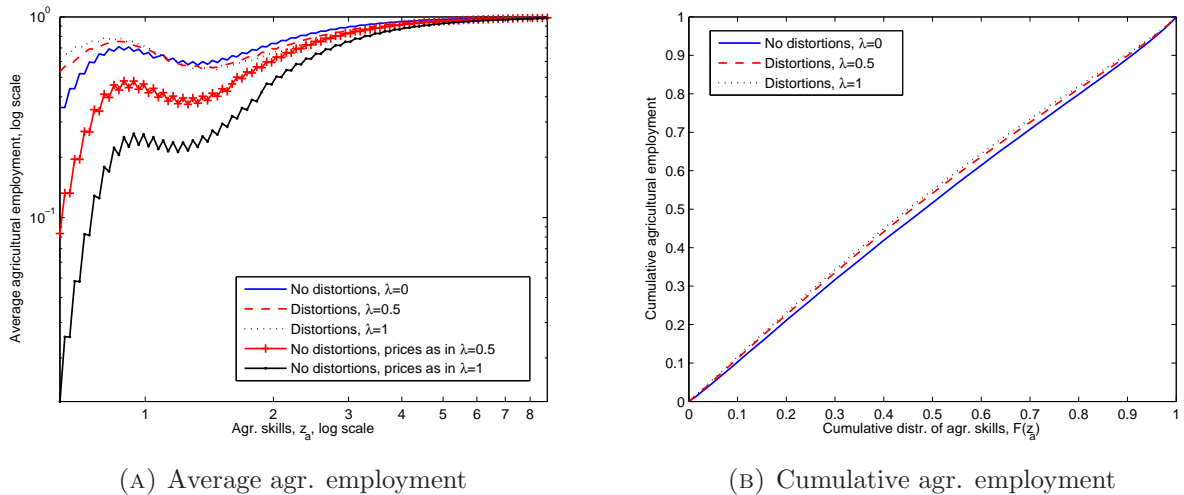 10^0
10^{-1}
Average agricultural employment, log scale
No distortions, λ=0
Distortions, λ=0.5
Distortions, λ=1
No distortions, prices as in λ=0.5
No distortions, prices as in λ=1
1 2 3 4 5 6 7 8
Agr. skills, z_a, log scale
(A) Average agr. employment
1
0.9
0.8
0.7
0.6
0.5
0.4
0.3
0.2
0.1
0
Cumulative agricultural employment
No distortions, λ=0
Distortions, λ=0.5
Distortions, λ=1
0 0.1 0.2 0.3 0.4 0.5 0.6 0.7 0.8 0.9 1
Cumulative distr. of agr. skills, F(z_a)
(B) Cumulative agr. employment